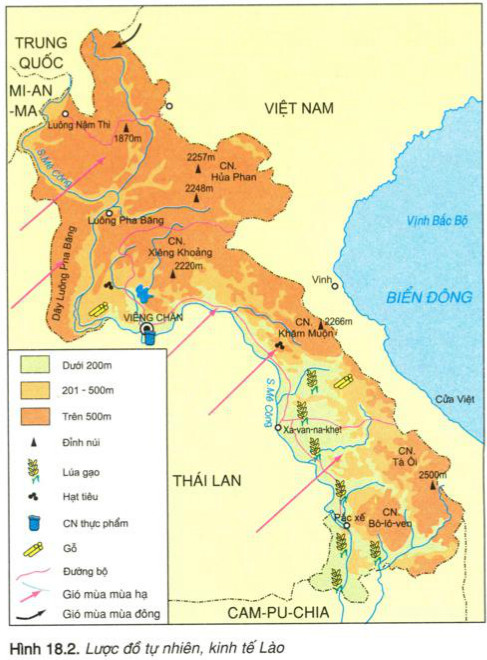 TRUNG
QUỐC
MI-AN
-MA
VIỆT NAM
Luông Nậm Thi
1870m
S. Mê Công
2257m
CN.
Hủa Phan
2248m
Luông Pha Băng
Vịnh Bắc Bộ
Dãy Luông Pha Băng
CN.
Xiêng Khoảng
2220m
Vinh
BIỂN ĐÔNG
VIÊNG CHĂN
2266m
CN.
Khăm Muộn
Dưới 200m
201 - 500m
Trên 500m
Đỉnh núi
Lúa gạo
Hạt tiêu
CN thực phẩm
Gỗ
Đường bộ
Gió mùa mùa hạ
Gió mùa mùa đông
S. Mê Công
Cửa Việt
Xa-van-na-khẹt
CN.
Tà Ôi
THÁI LAN
2500m
Pắc xế
CN.
Bô-lô-ven
CAM-PU-CHIA
Hình 18.2. Lược đồ tự nhiên, kinh tế Lào